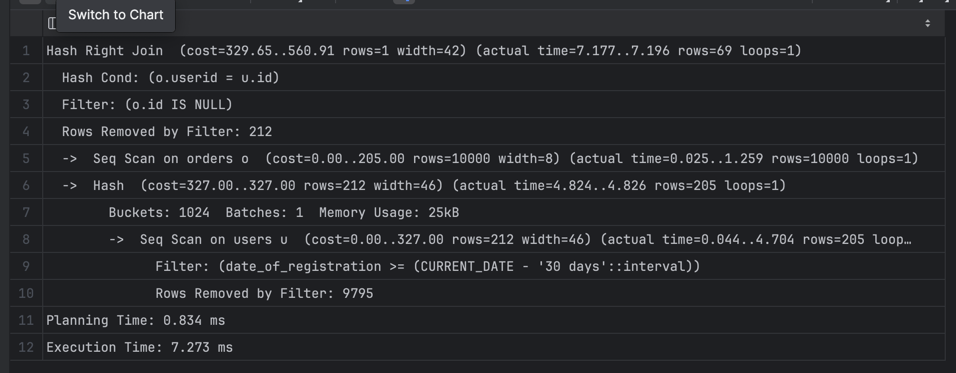 Switch to Chart
1 Hash Right Join  (cost=329.65..560.91 rows=1 width=42) (actual time=7.177..7.196 rows=69 loops=1)
2   Hash Cond: (o.userid = u.id)
3   Filter: (o.id IS NULL)
4   Rows Removed by Filter: 212
5   ->  Seq Scan on orders o  (cost=0.00..205.00 rows=10000 width=8) (actual time=0.025..1.259 rows=10000 loops=1)
6   ->  Hash  (cost=327.00..327.00 rows=212 width=46) (actual time=4.824..4.826 rows=205 loops=1)
7         Buckets: 1024  Batches: 1  Memory Usage: 25kB
8         ->  Seq Scan on users u  (cost=0.00..327.00 rows=212 width=46) (actual time=0.044..4.704 rows=205 loop…
9               Filter: (date_of_registration >= (CURRENT_DATE - '30 days'::interval))
10               Rows Removed by Filter: 9795
11 Planning Time: 0.834 ms
12 Execution Time: 7.273 ms